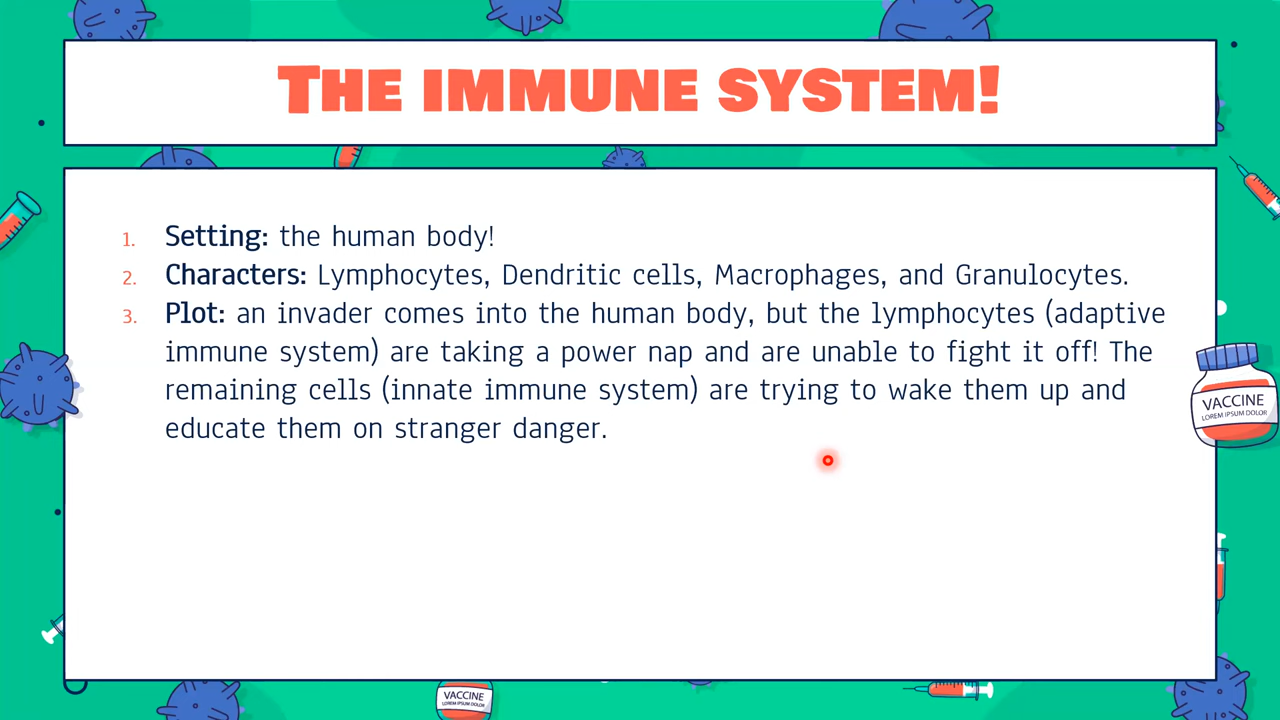 THE IMMUNE SYSTEM!
1. Setting: the human body!
2. Characters: Lymphocytes, Dendritic cells, Macrophages, and Granulocytes.
3. Plot: an invader comes into the human body, but the lymphocytes (adaptive
immune system) are taking a power nap and are unable to fight it off! The
remaining cells (innate immune system) are trying to wake them up and
educate them on stranger danger.
VACCINE
LOREM IPSUM DOLOR
VACCINE
LOREM IPSUM DOLOR